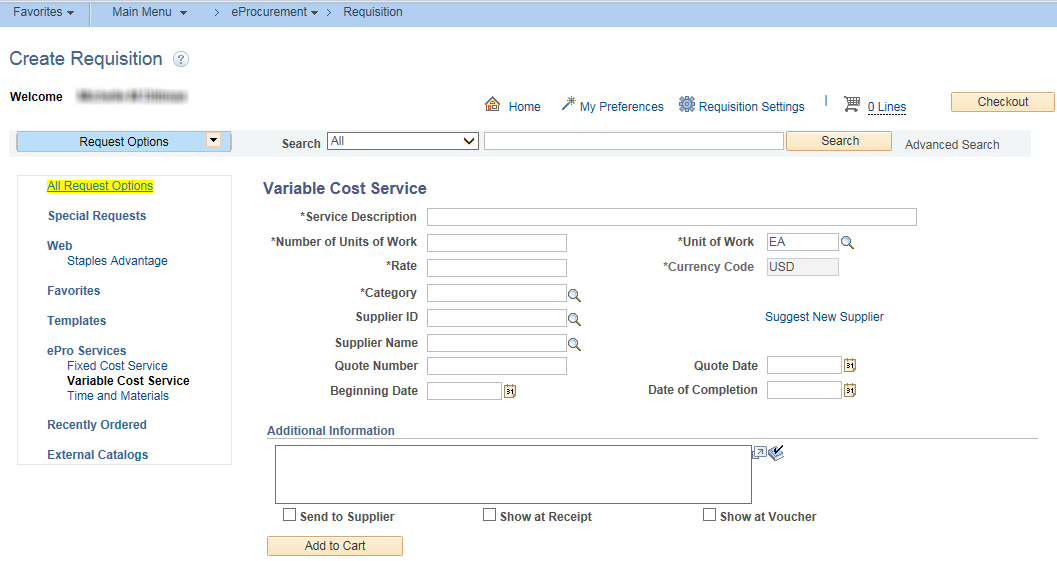 Favorites Main Menu > eProcurement > Requisition
Create Requisition ?
Welcome
Home My Preferences Requisition Settings 0 Lines Checkout
Request Options Search All Search Advanced Search
All Request Options
Special Requests
Web
Staples Advantage
Favorites
Templates
ePro Services
Fixed Cost Service
Variable Cost Service
Time and Materials
Recently Ordered
External Catalogs
Variable Cost Service
*Service Description
*Number of Units of Work *Unit of Work EA
*Rate *Currency Code USD
*Category
Supplier ID Suggest New Supplier
Supplier Name
Quote Number Quote Date 31
Beginning Date 31 Date of Completion 31
Additional Information
Send to Supplier Show at Receipt Show at Voucher
Add to Cart